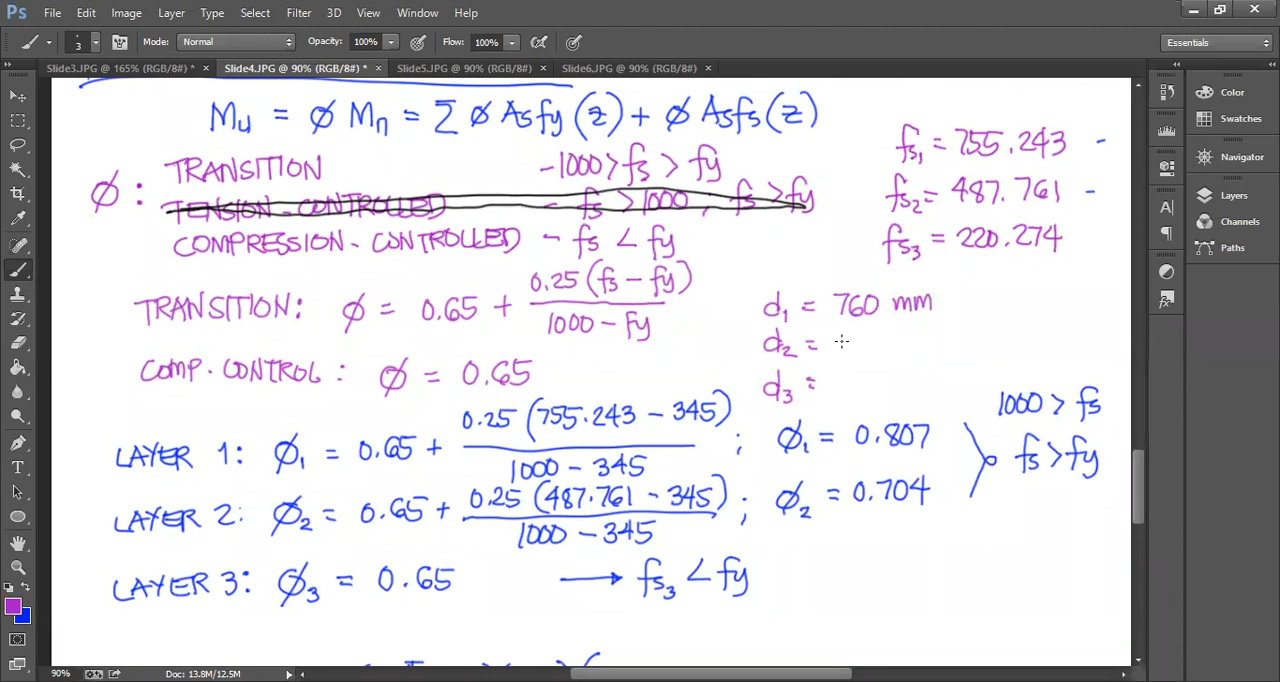 Ps File Edit Image Layer Type Select Filter 3D View Window Help
3 Mode: Normal Opacity: 100% Flow: 100% Essentials
Slide3.JPG @ 165% (RGB/8#) * × Slide4.JPG @ 90% (RGB/8#) * × Slide5.JPG @ 90% (RGB/8#) × Slide6.JPG @ 90% (RGB/8#) ×
Mu = φ Mn = Σ φ Asfy (z) + φ Asfs (z)
fs1 = 755.243 -
φ : TRANSITION -1000 > fs > fy
fs2 = 487.761 -
TENSION-CONTROLLED - fs > 1000, fs > fy
COMPRESSION-CONTROLLED - fs < fy
fs3 = 220.274
TRANSITION: φ = 0.65 + 0.25 (fs - fy) / 1000 - fy
d1 = 760 mm
d2 =
COMP. CONTROL : φ = 0.65
d3 =
LAYER 1: φ1 = 0.65 + 0.25 (755.243 - 345) / 1000 - 345 ; φ1 = 0.807
1000 > fs
fs > fy
LAYER 2: φ2 = 0.65 + 0.25 (487.761 - 345) / 1000 - 345 ; φ2 = 0.704
LAYER 3: φ3 = 0.65 → fs3 < fy
Color
Swatches
Navigator
Layers
Channels
Paths
90% Doc: 13.8M/12.5M